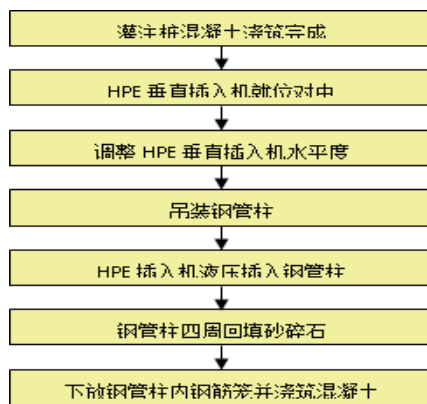 灌注桩混凝土浇筑完成
HPE 垂直插入机就位对中
调整 HPE 垂直插入机水平度
吊装钢管柱
HPE 插入机液压插入钢管柱
钢管柱四周回填砂碎石
下放钢管柱内钢筋笼并浇筑混凝土